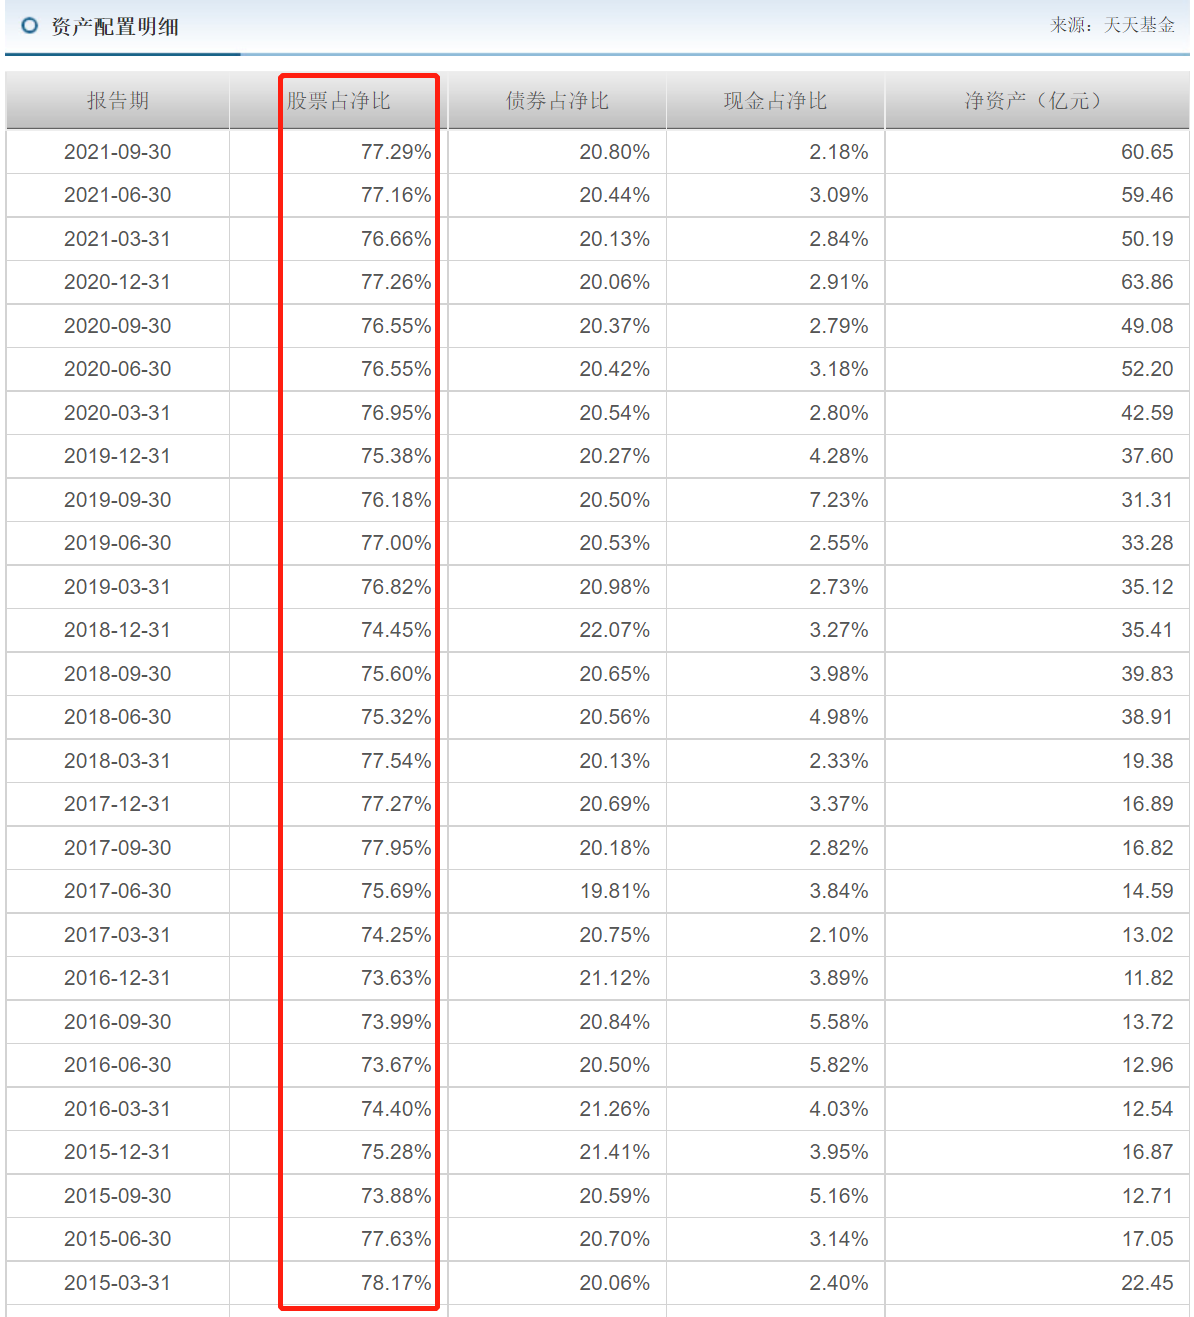 资产配置明细 来源：天天基金
报告期 股票占净比 债券占净比 现金占净比 净资产（亿元）
2021-09-30 77.29% 20.80% 2.18% 60.65
2021-06-30 77.16% 20.44% 3.09% 59.46
2021-03-31 76.66% 20.13% 2.84% 50.19
2020-12-31 77.26% 20.06% 2.91% 63.86
2020-09-30 76.55% 20.37% 2.79% 49.08
2020-06-30 76.55% 20.42% 3.18% 52.20
2020-03-31 76.95% 20.54% 2.80% 42.59
2019-12-31 75.38% 20.27% 4.28% 37.60
2019-09-30 76.18% 20.50% 7.23% 31.31
2019-06-30 77.00% 20.53% 2.55% 33.28
2019-03-31 76.82% 20.98% 2.73% 35.12
2018-12-31 74.45% 22.07% 3.27% 35.41
2018-09-30 75.60% 20.65% 3.98% 39.83
2018-06-30 75.32% 20.56% 4.98% 38.91
2018-03-31 77.54% 20.13% 2.33% 19.38
2017-12-31 77.27% 20.69% 3.37% 16.89
2017-09-30 77.95% 20.18% 2.82% 16.82
2017-06-30 75.69% 19.81% 3.84% 14.59
2017-03-31 74.25% 20.75% 2.10% 13.02
2016-12-31 73.63% 21.12% 3.89% 11.82
2016-09-30 73.99% 20.84% 5.58% 13.72
2016-06-30 73.67% 20.50% 5.82% 12.96
2016-03-31 74.40% 21.26% 4.03% 12.54
2015-12-31 75.28% 21.41% 3.95% 16.87
2015-09-30 73.88% 20.59% 5.16% 12.71
2015-06-30 77.63% 20.70% 3.14% 17.05
2015-03-31 78.17% 20.06% 2.40% 22.45